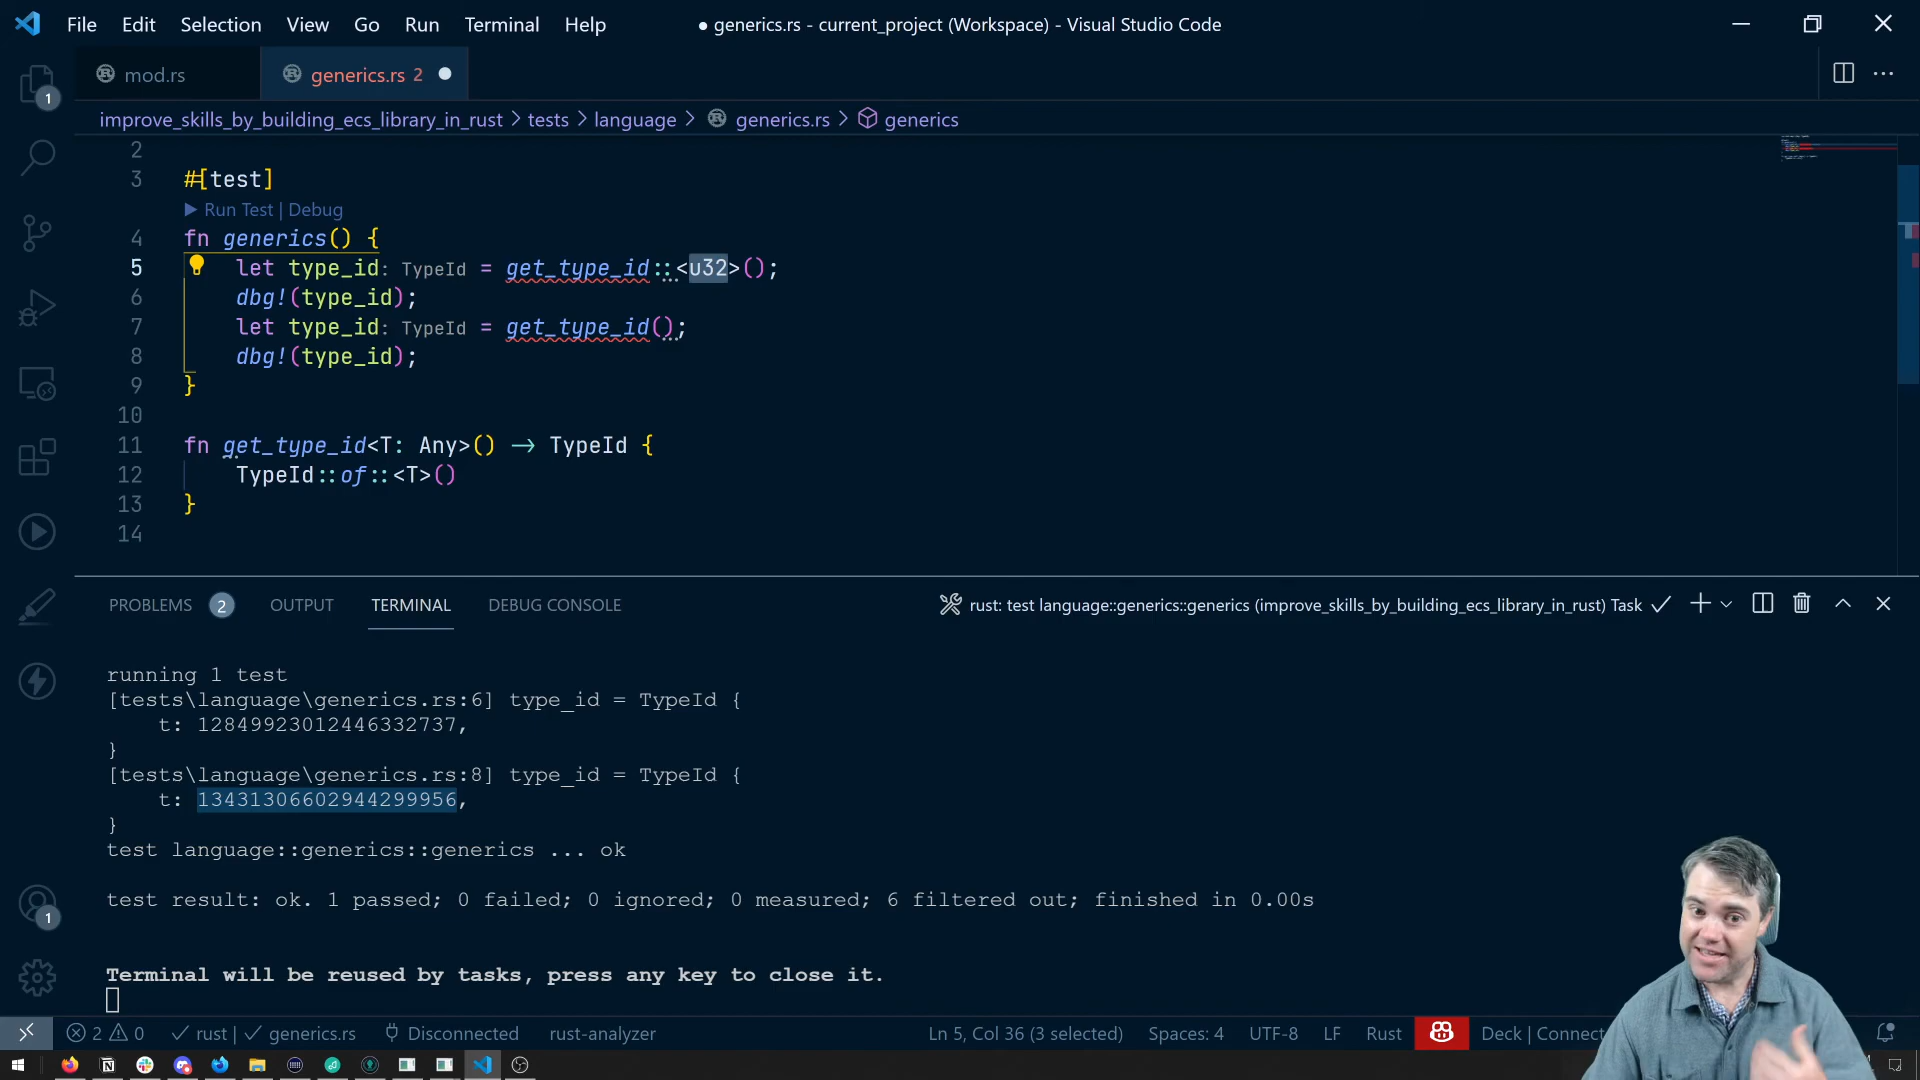 File Edit Selection View Go Run Terminal Help ● generics.rs - current_project (Workspace) - Visual Studio Code
mod.rs generics.rs 2
1
improve_skills_by_building_ecs_library_in_rust > tests > language > generics.rs > generics
2
3 #[test]
Run Test | Debug
4 fn generics() {
5 let type_id: TypeId = get_type_id::<u32>();
6 dbg!(type_id);
7 let type_id: TypeId = get_type_id();
8 dbg!(type_id);
9 }
10
11 fn get_type_id<T: Any>() → TypeId {
12 TypeId::of::<T>()
13 }
14
PROBLEMS 2 OUTPUT TERMINAL DEBUG CONSOLE rust: test language::generics::generics (improve_skills_by_building_ecs_library_in_rust) Task
running 1 test
[tests\language\generics.rs:6] type_id = TypeId {
t: 12849923012446332737,
}
[tests\language\generics.rs:8] type_id = TypeId {
t: 13431306602944299956,
}
test language::generics::generics ... ok
test result: ok. 1 passed; 0 failed; 0 ignored; 0 measured; 6 filtered out; finished in 0.00s
1
Terminal will be reused by tasks, press any key to close it.
2 0 rust | generics.rs Disconnected rust-analyzer Ln 5, Col 36 (3 selected) Spaces: 4 UTF-8 LF Rust Deck | Connect